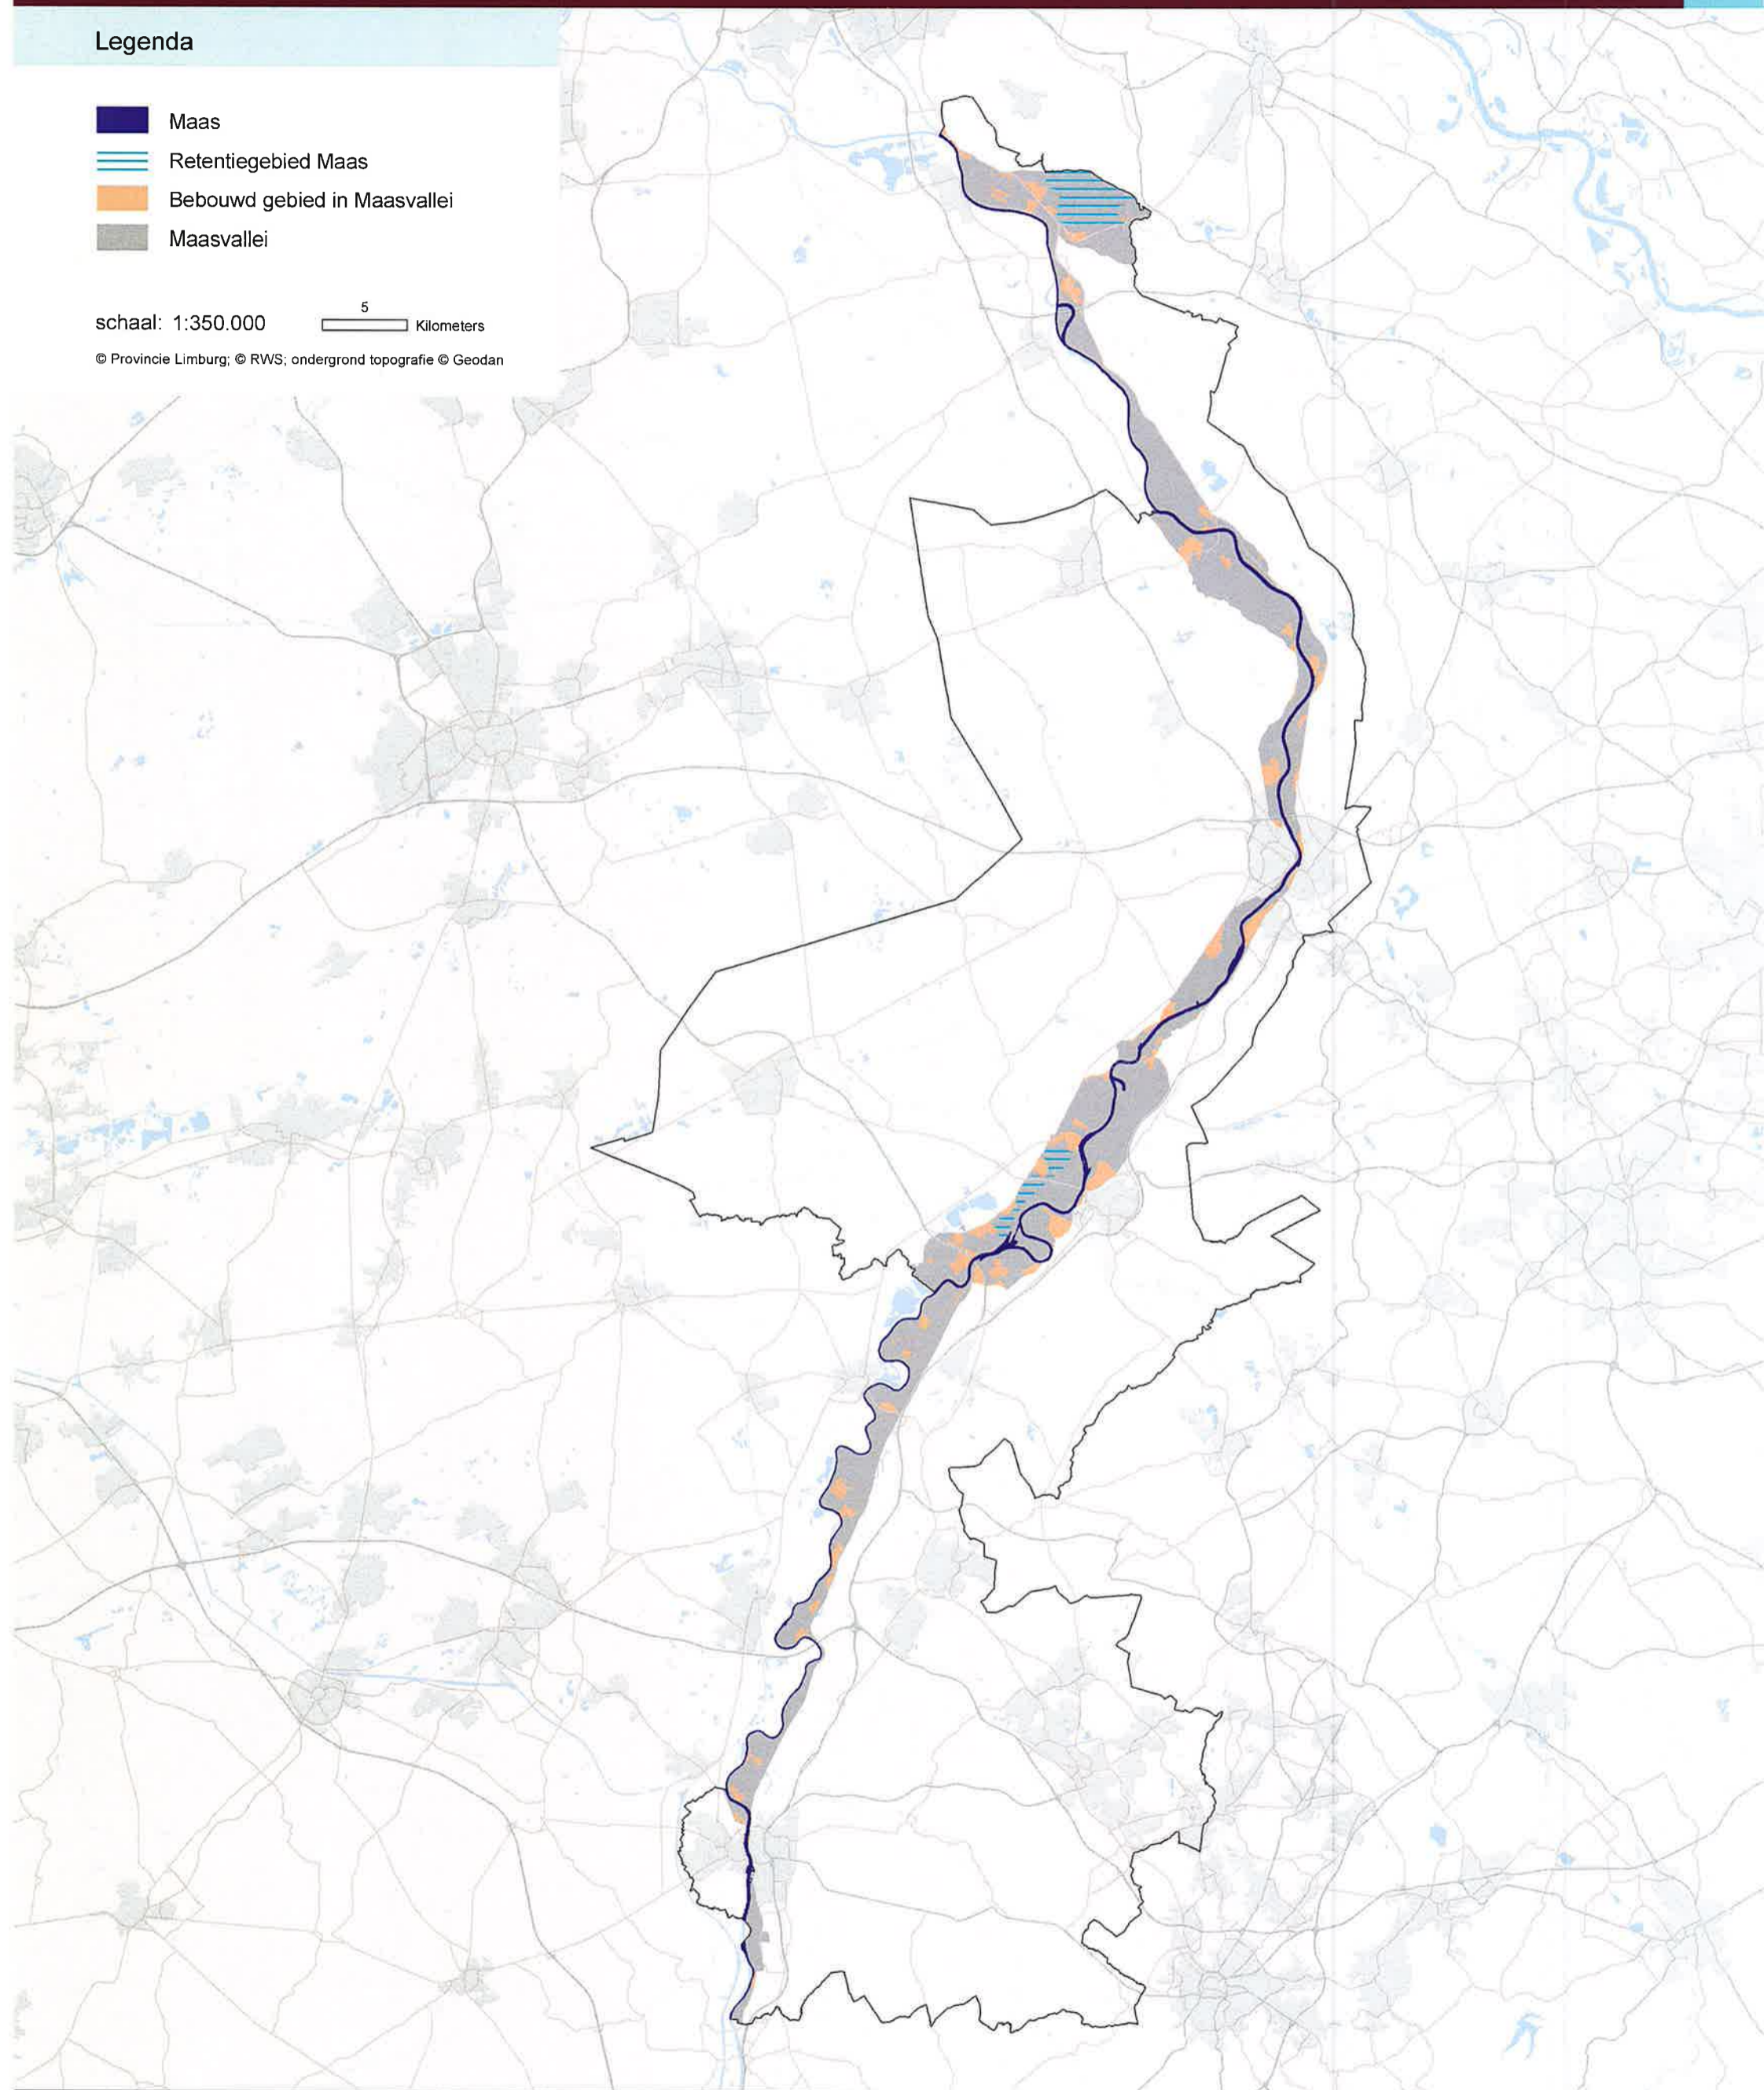 Legenda
Maas
Retentiegebied Maas
Bebouwd gebied in Maasvallei
Maasvallei
5
schaal: 1:350.000 Kilometers
© Provincie Limburg; © RWS; ondergrond topografie © Geodan